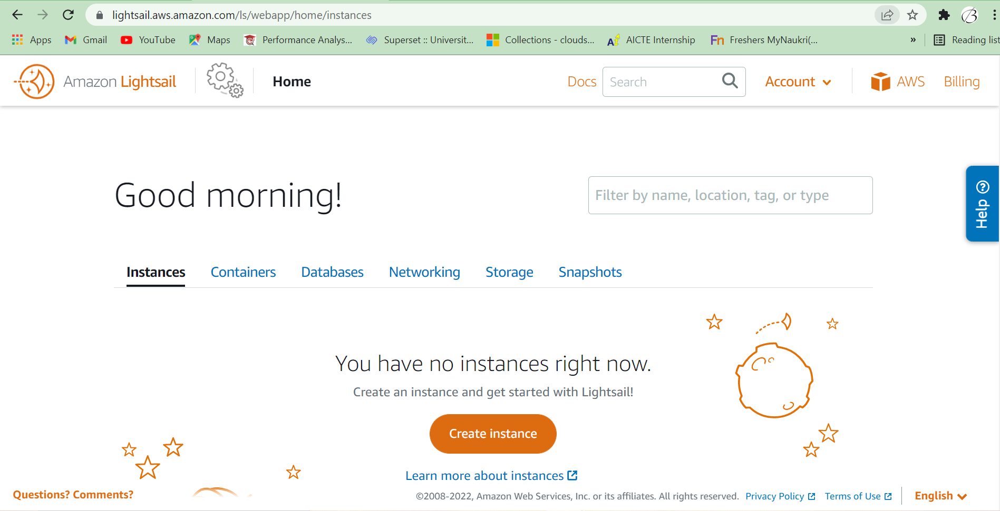 lightsail.aws.amazon.com/ls/webapp/home/instances
Apps Gmail YouTube Maps Performance Analys... Superset :: Universit... Collections - clouds... AICTE Internship Fn Freshers MyNaukri(... » Reading list
Amazon Lightsail Home Docs Search Account AWS Billing
Good morning!
Filter by name, location, tag, or type
Help
Instances Containers Databases Networking Storage Snapshots
You have no instances right now.
Create an instance and get started with Lightsail!
Create instance
Learn more about instances
Questions? Comments?
©2008-2022, Amazon Web Services, Inc. or its affiliates. All rights reserved. Privacy Policy Terms of Use English